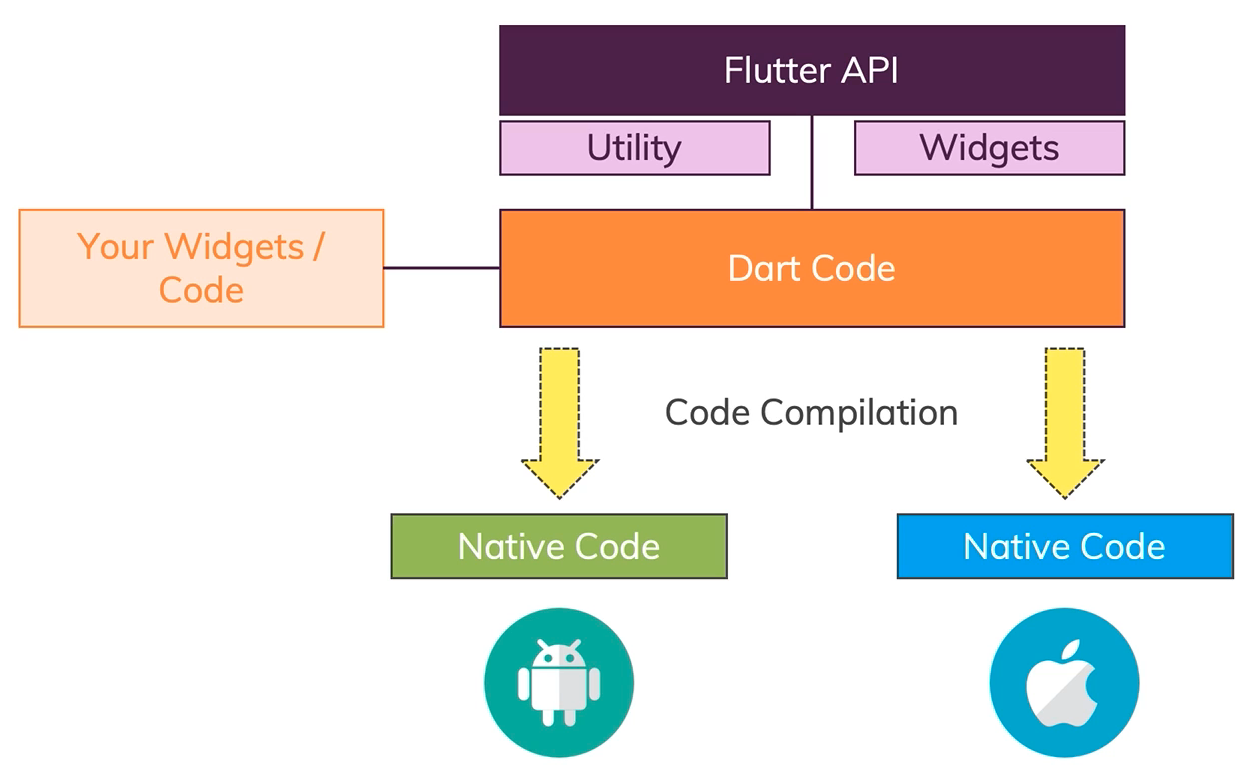 Flutter API
Utility
Widgets
Your Widgets /
Code
Dart Code
Code Compilation
Native Code
Native Code